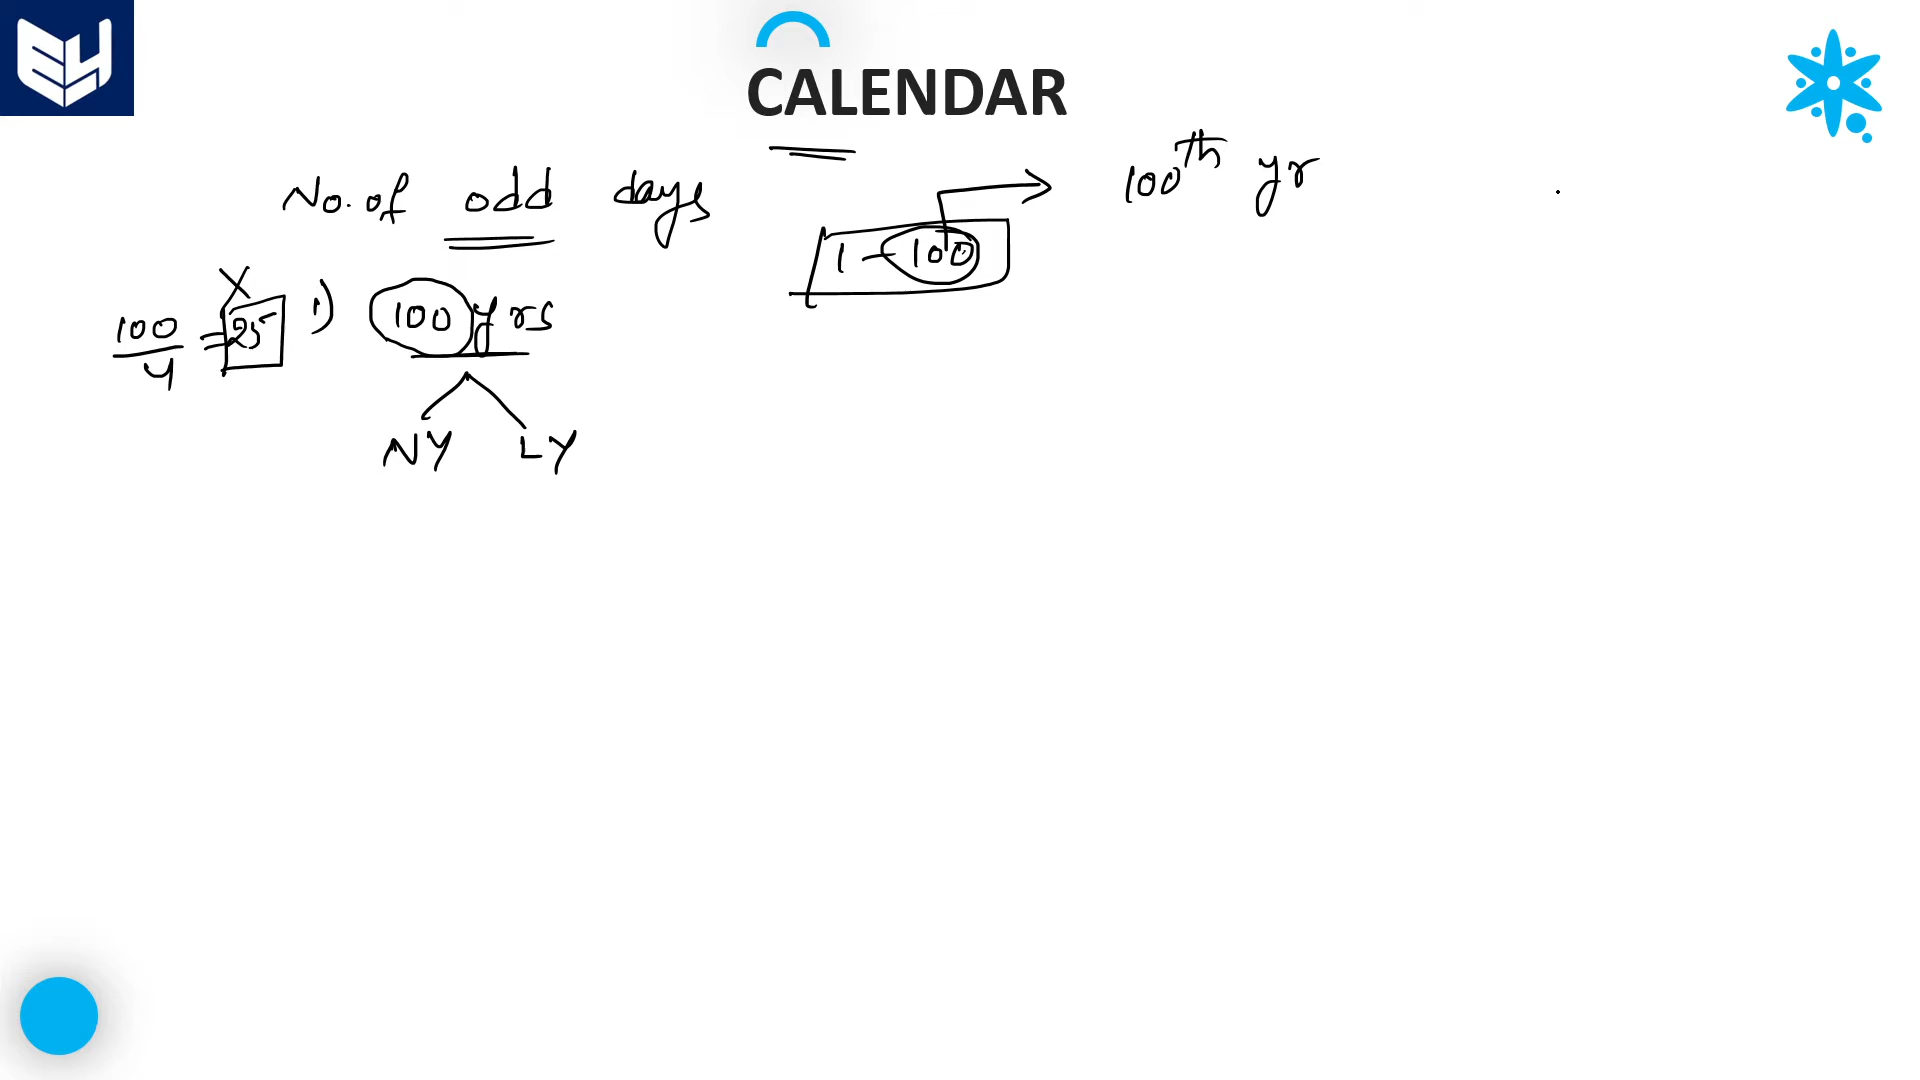 CALENDAR
No. of odd days
1 - 100
100th yr
100/4 = 25
X
1) 100 yrs
NY LY